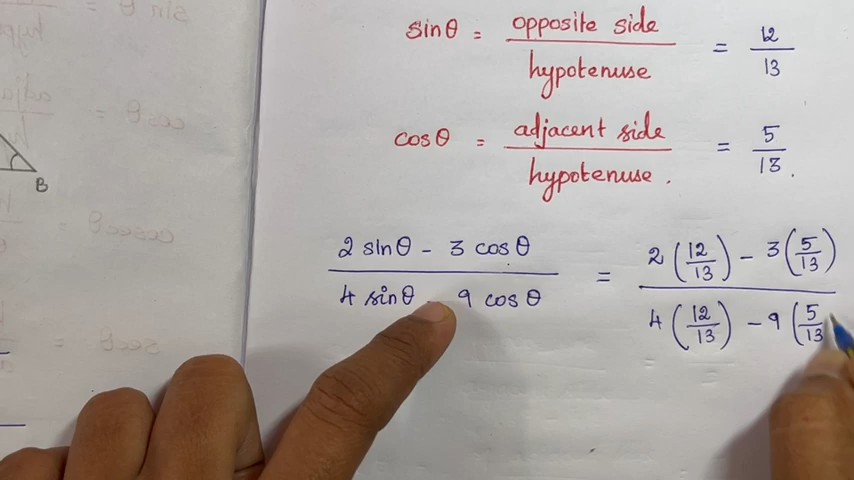 sinθ = opposite side / hypotenuse = 12/13
cosθ = adjacent side / hypotenuse. = 5/13.
B
(2 sinθ - 3 cosθ) / (4 sinθ - 9 cosθ) = (2(12/13) - 3(5/13)) / (4(12/13) - 9(5/13